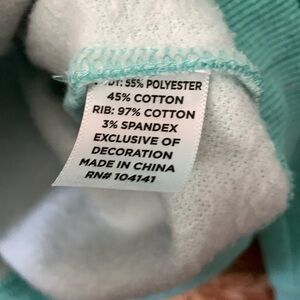 55% POLYESTER
45% COTTON
RIB: 97% COTTON
3% SPANDEX
EXCLUSIVE OF
DECORATION
MADE IN CHINA
RN# 104141